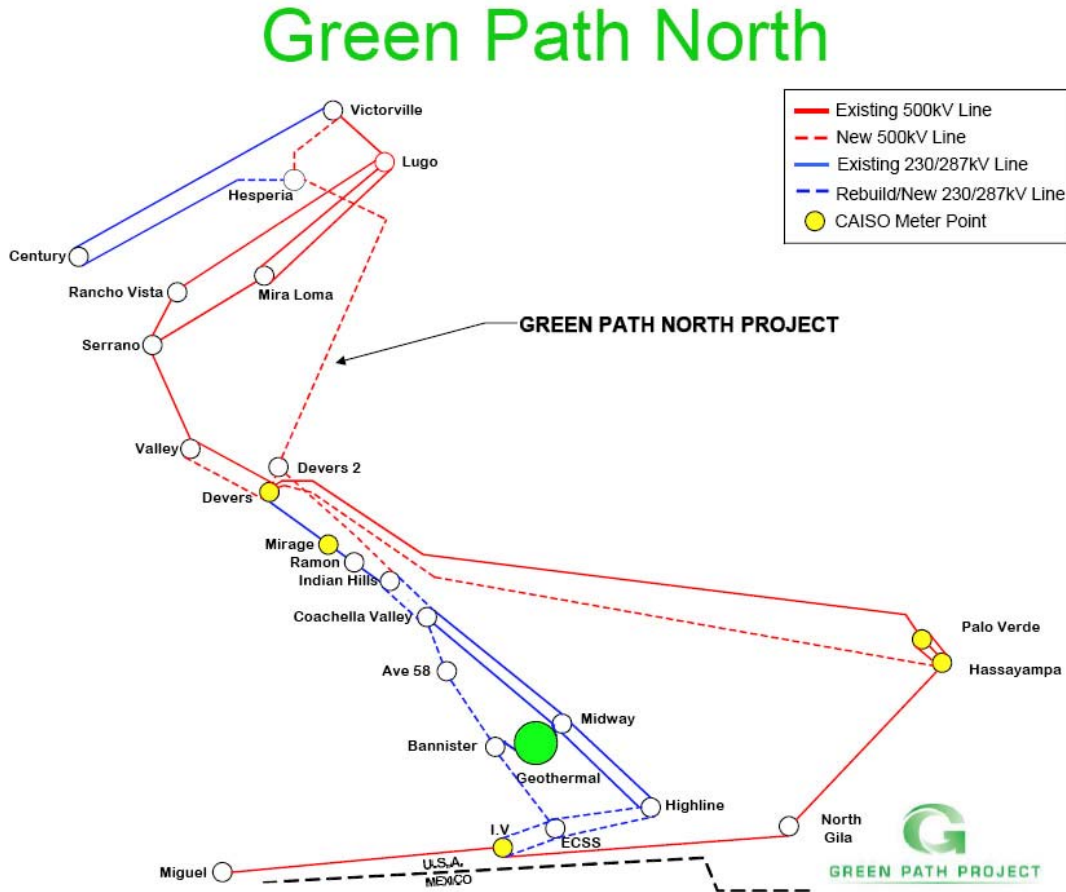 Green Path North
Existing 500kV Line
New 500kV Line
Existing 230/287kV Line
Rebuild/New 230/287kV Line
CAISO Meter Point
Victorville
Lugo
Hesperia
Century
Rancho Vista
Mira Loma
GREEN PATH NORTH PROJECT
Serrano
Valley
Devers 2
Devers
Mirage
Ramon
Indian Hills
Coachella Valley
Palo Verde
Hassayampa
Ave 58
Midway
Bannister
Geothermal
Highline
I.V
ECSS
North
Gila
Miguel
U.S.A.
MEXICO
G
GREEN PATH PROJECT